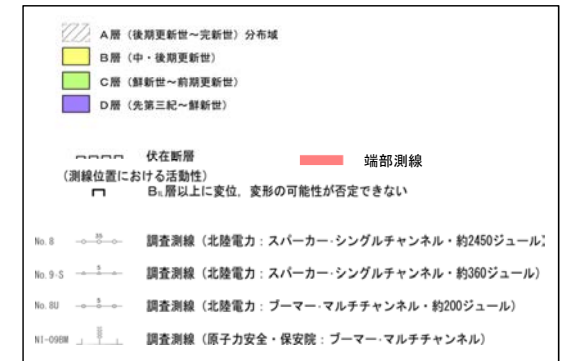 A層（後期更新世～完新世）分布域
B層（中・後期更新世）
C層（鮮新世～前期更新世）
D層（先第三紀～鮮新世）
伏在断層 端部測線
（測線位置における活動性）
層以上に変位，変形の可能性が否定できない
No. 8 調査測線（北陸電力：スパーカー・シングルチャンネル・約2450ジュール）
No. 9-S 5 調査測線（北陸電力：スパーカー・シングルチャンネル・約360ジュール）
No. 8U 5 調査測線（北陸電力：ブーマー・マルチチャンネル・約200ジュール）
NI-09BM 調査測線（原子力安全・保安院：ブーマー・マルチチャンネル）